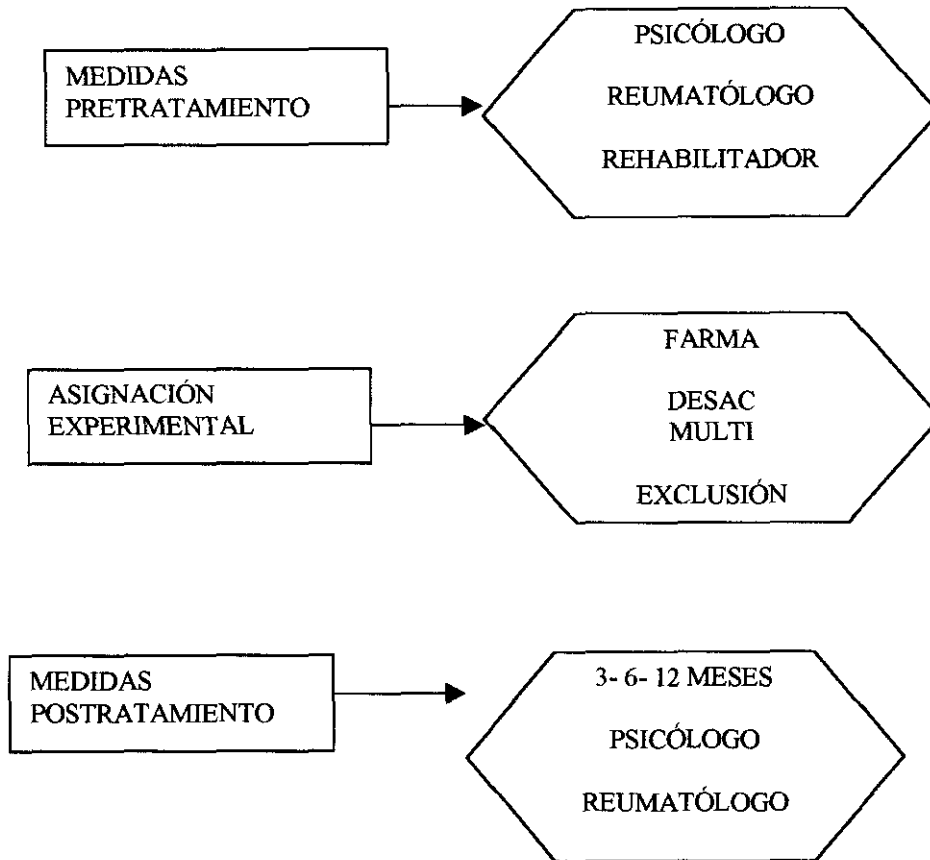 MEDIDAS
PRETRATAMIENTO
PSICÓLOGO
REUMATÓLOGO
REHABILITADOR
ASIGNACIÓN
EXPERIMENTAL
FARMA
DESAC
MULTI
EXCLUSIÓN
MEDIDAS
POSTRATAMIENTO
3- 6- 12 MESES
PSICÓLOGO
REUMATÓLOGO